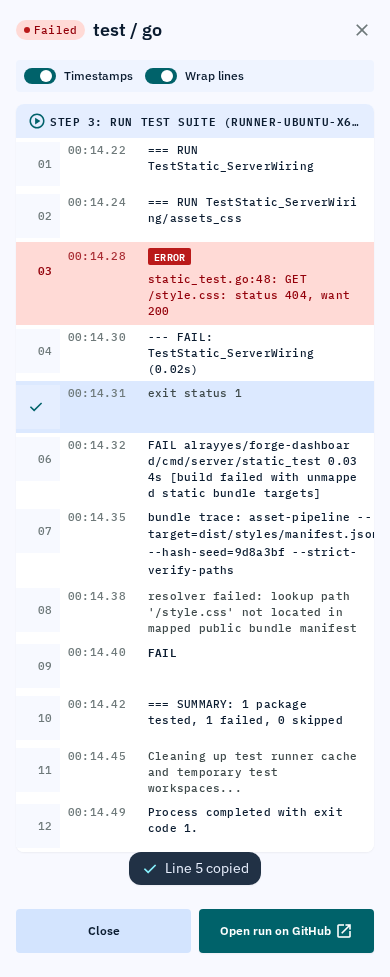 Failed test / go
Timestamps Wrap lines
STEP 3: RUN TEST SUITE (RUNNER-UBUNTU-X6…
01 00:14.22 === RUN
TestStatic_ServerWiring
02 00:14.24 === RUN TestStatic_ServerWiri
ng/assets_css
03 00:14.28 ERROR
static_test.go:48: GET
/style.css: status 404, want
200
04 00:14.30 --- FAIL:
TestStatic_ServerWiring
(0.02s)
00:14.31 exit status 1
06 00:14.32 FAIL alrayyes/forge-dashboar
d/cmd/server/static_test 0.03
4s [build failed with unmappe
d static bundle targets]
07 00:14.35 bundle trace: asset-pipeline --
target=dist/styles/manifest.json
--hash-seed=9d8a3bf --strict-
verify-paths
08 00:14.38 resolver failed: lookup path
'/style.css' not located in
mapped public bundle manifest
09 00:14.40 FAIL
10 00:14.42 === SUMMARY: 1 package
tested, 1 failed, 0 skipped
11 00:14.45 Cleaning up test runner cache
and temporary test
workspaces...
12 00:14.49 Process completed with exit
code 1.
Line 5 copied
Close Open run on GitHub